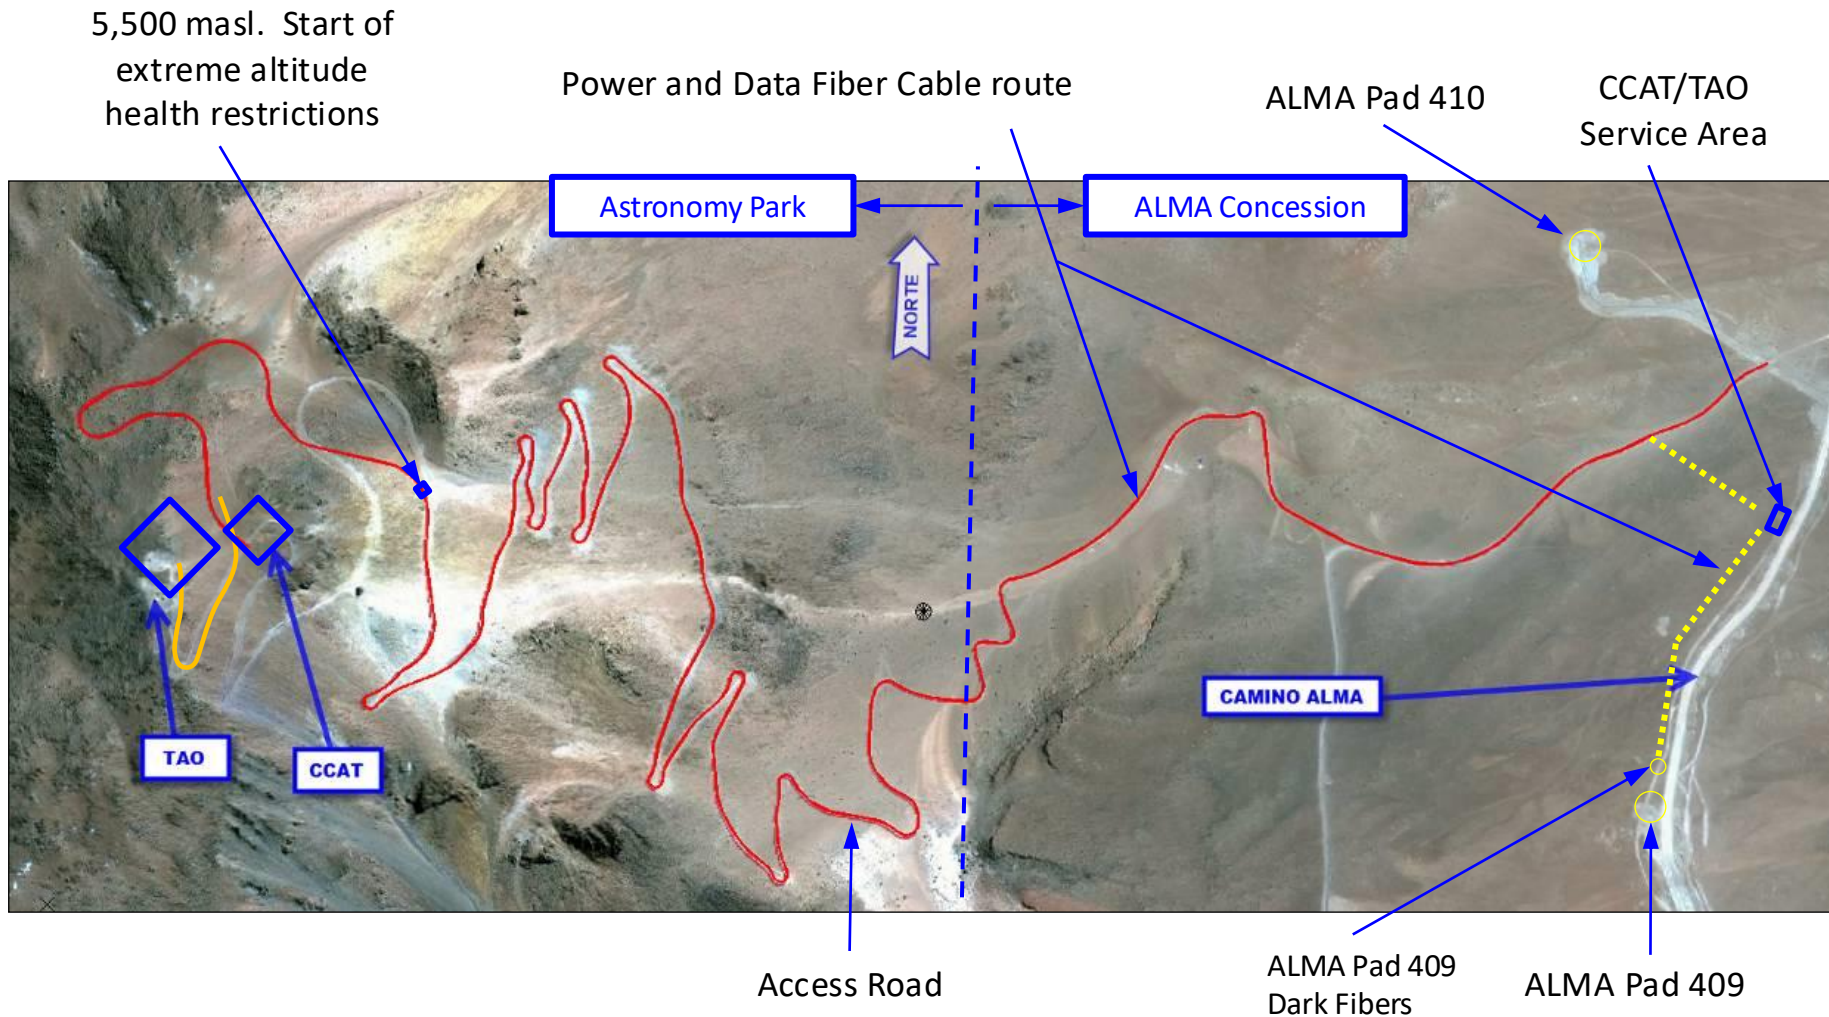 5,500 masl.  Start of
extreme altitude
health restrictions
Power and Data Fiber Cable route
ALMA Pad 410
CCAT/TAO
Service Area
Astronomy Park
ALMA Concession
NORTE
CAMINO ALMA
TAO
CCAT
Access Road
ALMA Pad 409
Dark Fibers
ALMA Pad 409